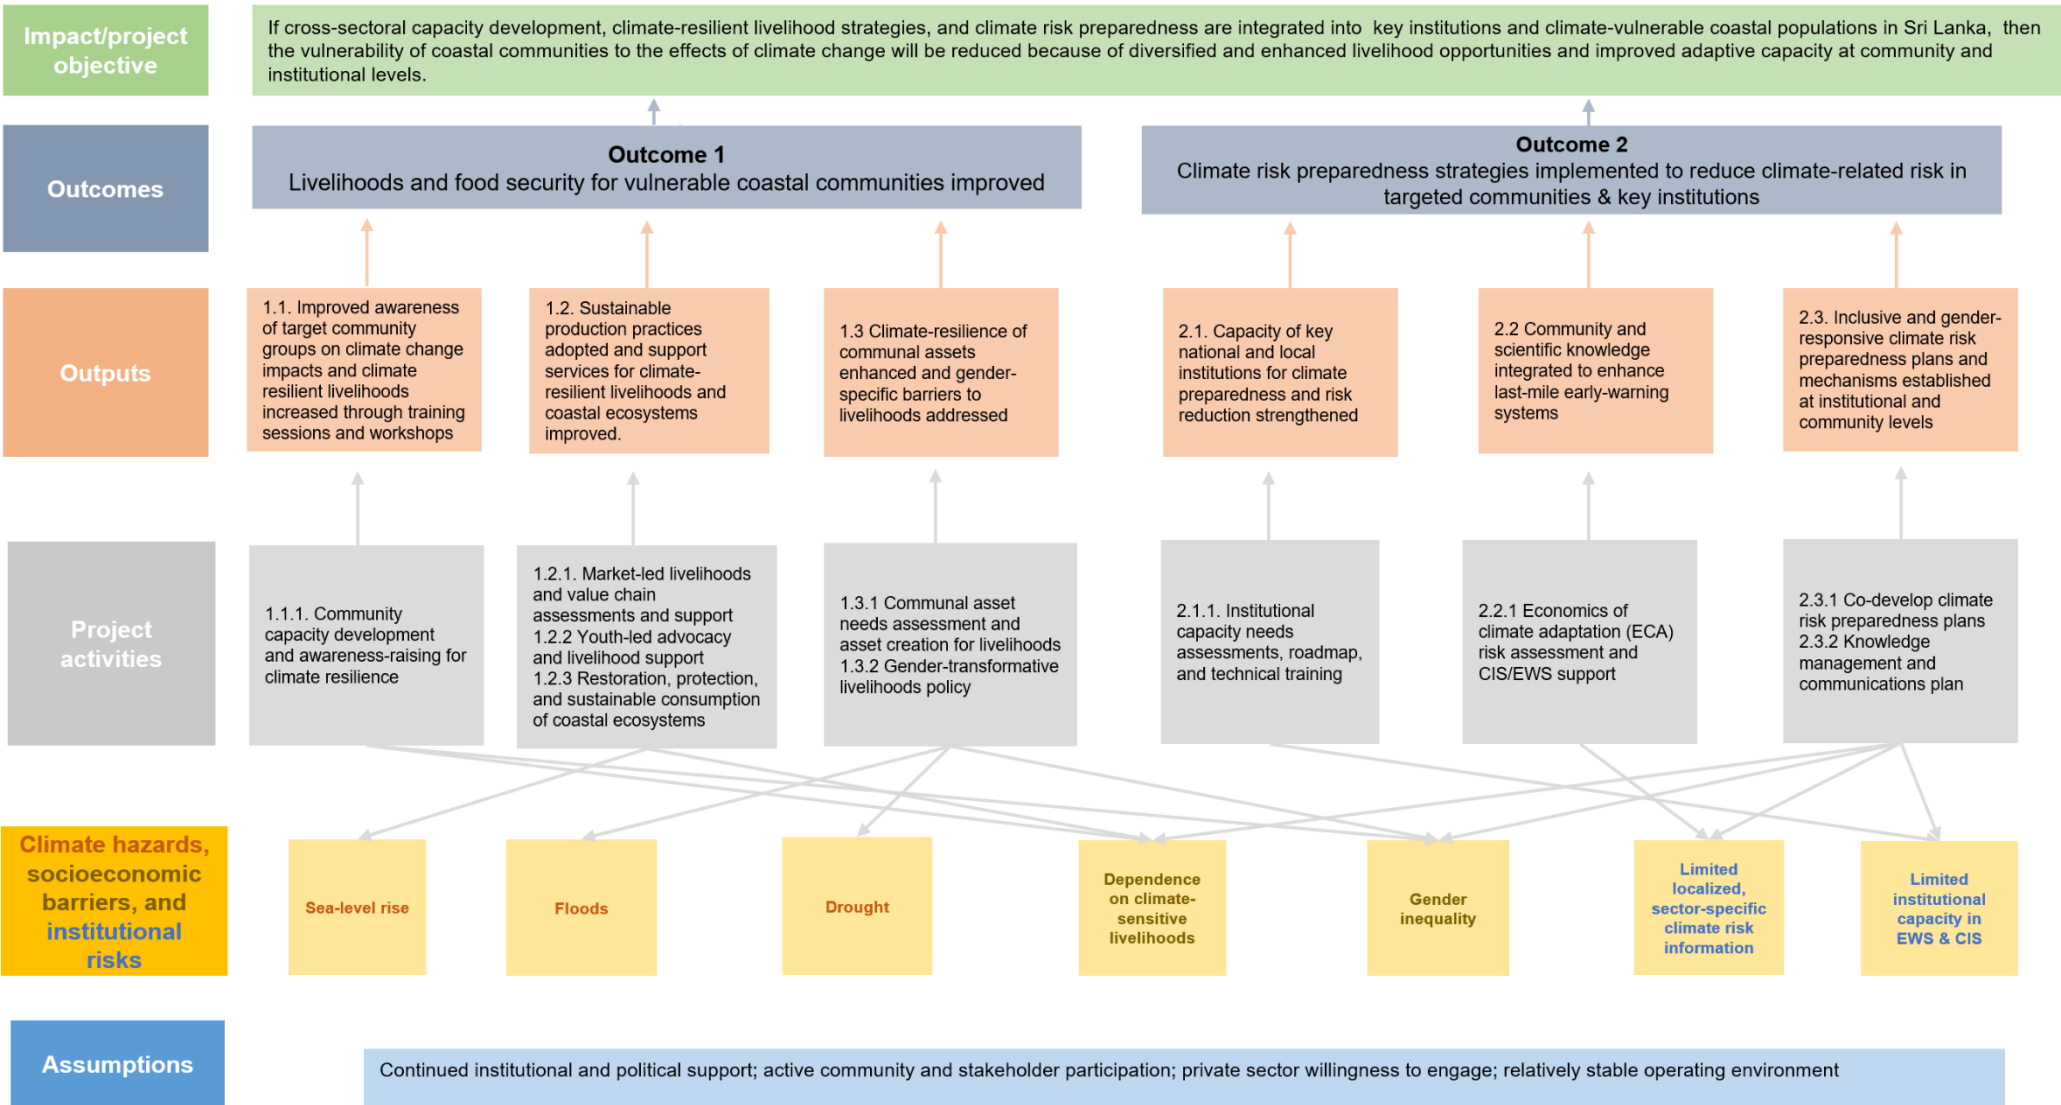 Impact/project
objective
If cross-sectoral capacity development, climate-resilient livelihood strategies, and climate risk preparedness are integrated into  key institutions and climate-vulnerable coastal populations in Sri Lanka,  then
the vulnerability of coastal communities to the effects of climate change will be reduced because of diversified and enhanced livelihood opportunities and improved adaptive capacity at community and
institutional levels.
Outcomes
Outcome 1
Livelihoods and food security for vulnerable coastal communities improved
Outcome 2
Climate risk preparedness strategies implemented to reduce climate-related risk in
targeted communities & key institutions
Outputs
1.1. Improved awareness
of target community
groups on climate change
impacts and climate
resilient livelihoods
increased through training
sessions and workshops
1.2. Sustainable
production practices
adopted and support
services for climate-
resilient livelihoods and
coastal ecosystems
improved.
1.3 Climate-resilience of
communal assets
enhanced and gender-
specific barriers to
livelihoods addressed
2.1. Capacity of key
national and local
institutions for climate
preparedness and risk
reduction strengthened
2.2 Community and
scientific knowledge
integrated to enhance
last-mile early-warning
systems
2.3. Inclusive and gender-
responsive climate risk
preparedness plans and
mechanisms established
at institutional and
community levels
Project
activities
1.1.1. Community
capacity development
and awareness-raising for
climate resilience
1.2.1. Market-led livelihoods
and value chain
assessments and support
1.2.2 Youth-led advocacy
and livelihood support
1.2.3 Restoration, protection,
and sustainable consumption
of coastal ecosystems
1.3.1 Communal asset
needs assessment and
asset creation for livelihoods
1.3.2 Gender-transformative
livelihoods policy
2.1.1. Institutional
capacity needs
assessments, roadmap,
and technical training
2.2.1 Economics of
climate adaptation (ECA)
risk assessment and
CIS/EWS support
2.3.1 Co-develop climate
risk preparedness plans
2.3.2 Knowledge
management and
communications plan
Climate hazards,
socioeconomic
barriers, and
institutional
risks
Sea-level rise
Floods
Drought
Dependence
on climate-
sensitive
livelihoods
Gender
inequality
Limited
localized,
sector-specific
climate risk
information
Limited
institutional
capacity in
EWS & CIS
Assumptions
Continued institutional and political support; active community and stakeholder participation; private sector willingness to engage; relatively stable operating environment